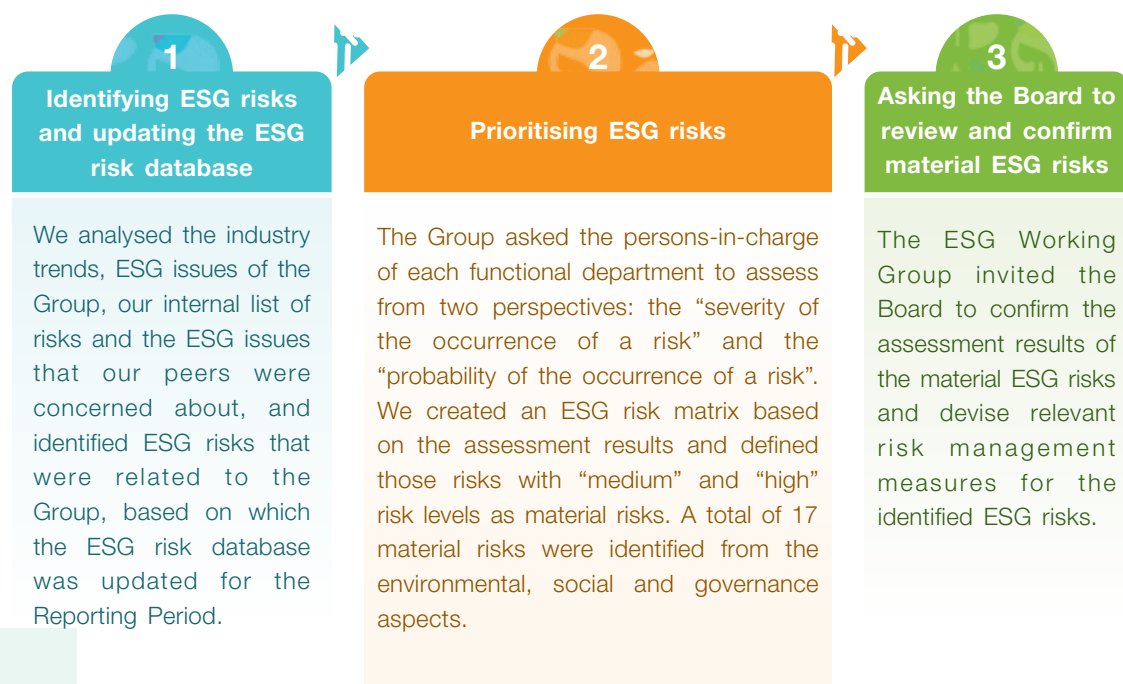 1
Identifying ESG risks
and updating the ESG
risk database
We analysed the industry
trends, ESG issues of the
Group, our internal list of
risks and the ESG issues
that our peers were
concerned about, and
identified ESG risks that
were related to the
Group, based on which
the ESG risk database
was updated for the
Reporting Period.
2
Prioritising ESG risks
The Group asked the persons-in-charge
of each functional department to assess
from two perspectives: the “severity of
the occurrence of a risk” and the
“probability of the occurrence of a risk”.
We created an ESG risk matrix based
on the assessment results and defined
those risks with “medium” and “high”
risk levels as material risks. A total of 17
material risks were identified from the
environmental, social and governance
aspects.
3
Asking the Board to
review and confirm
material ESG risks
The ESG Working
Group invited the
Board to confirm the
assessment results of
the material ESG risks
and devise relevant
risk management
measures for the
identified ESG risks.